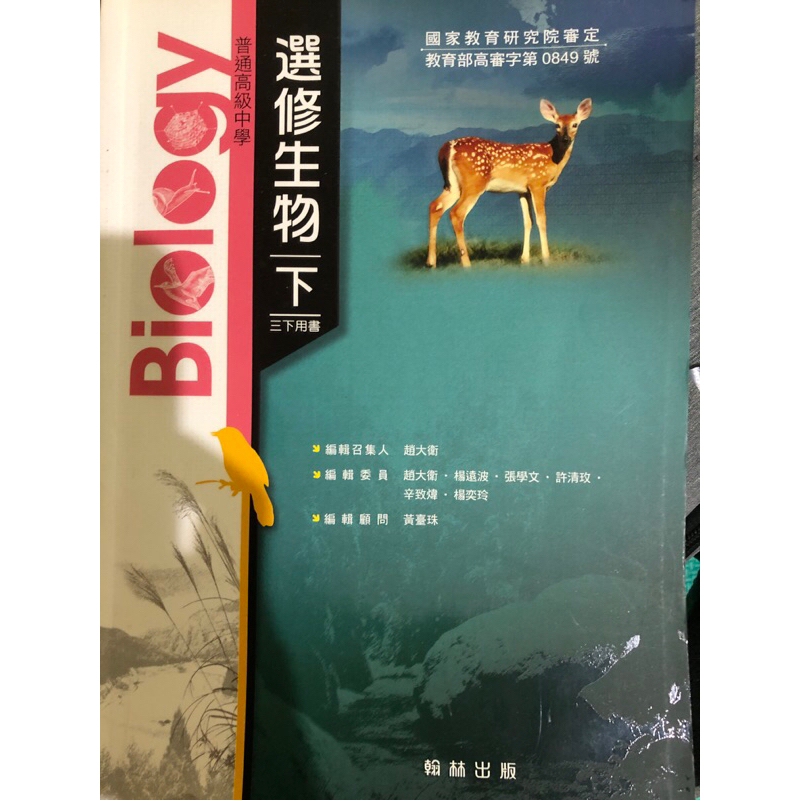 Biology
普通高級中學
選修生物 下
三下用書
國家教育研究院審定
教育部高審字第 0849 號
編輯召集人 趙大衛
編輯委員 趙大衛・楊遠波・張學文・許清玫・
辛致煒・楊奕玲
編輯顧問 黃臺珠
翰林出版